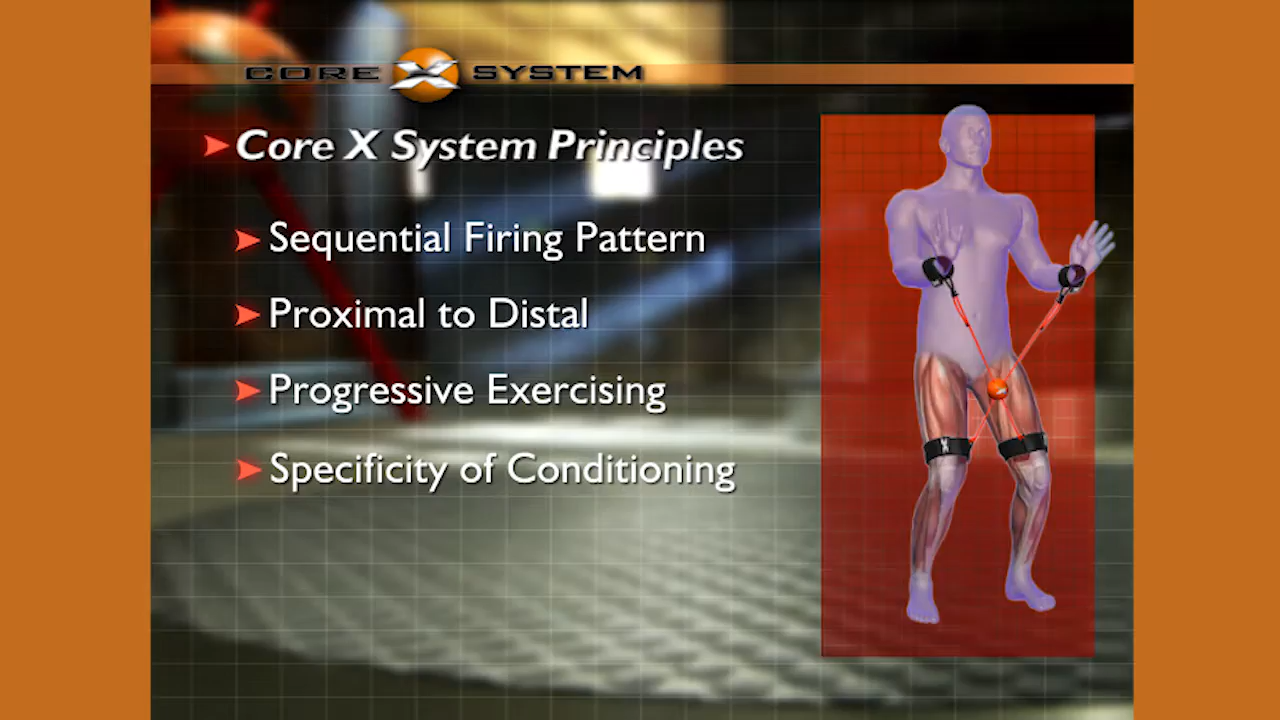 CORE X SYSTEM
Core X System Principles
Sequential Firing Pattern
Proximal to Distal
Progressive Exercising
Specificity of Conditioning